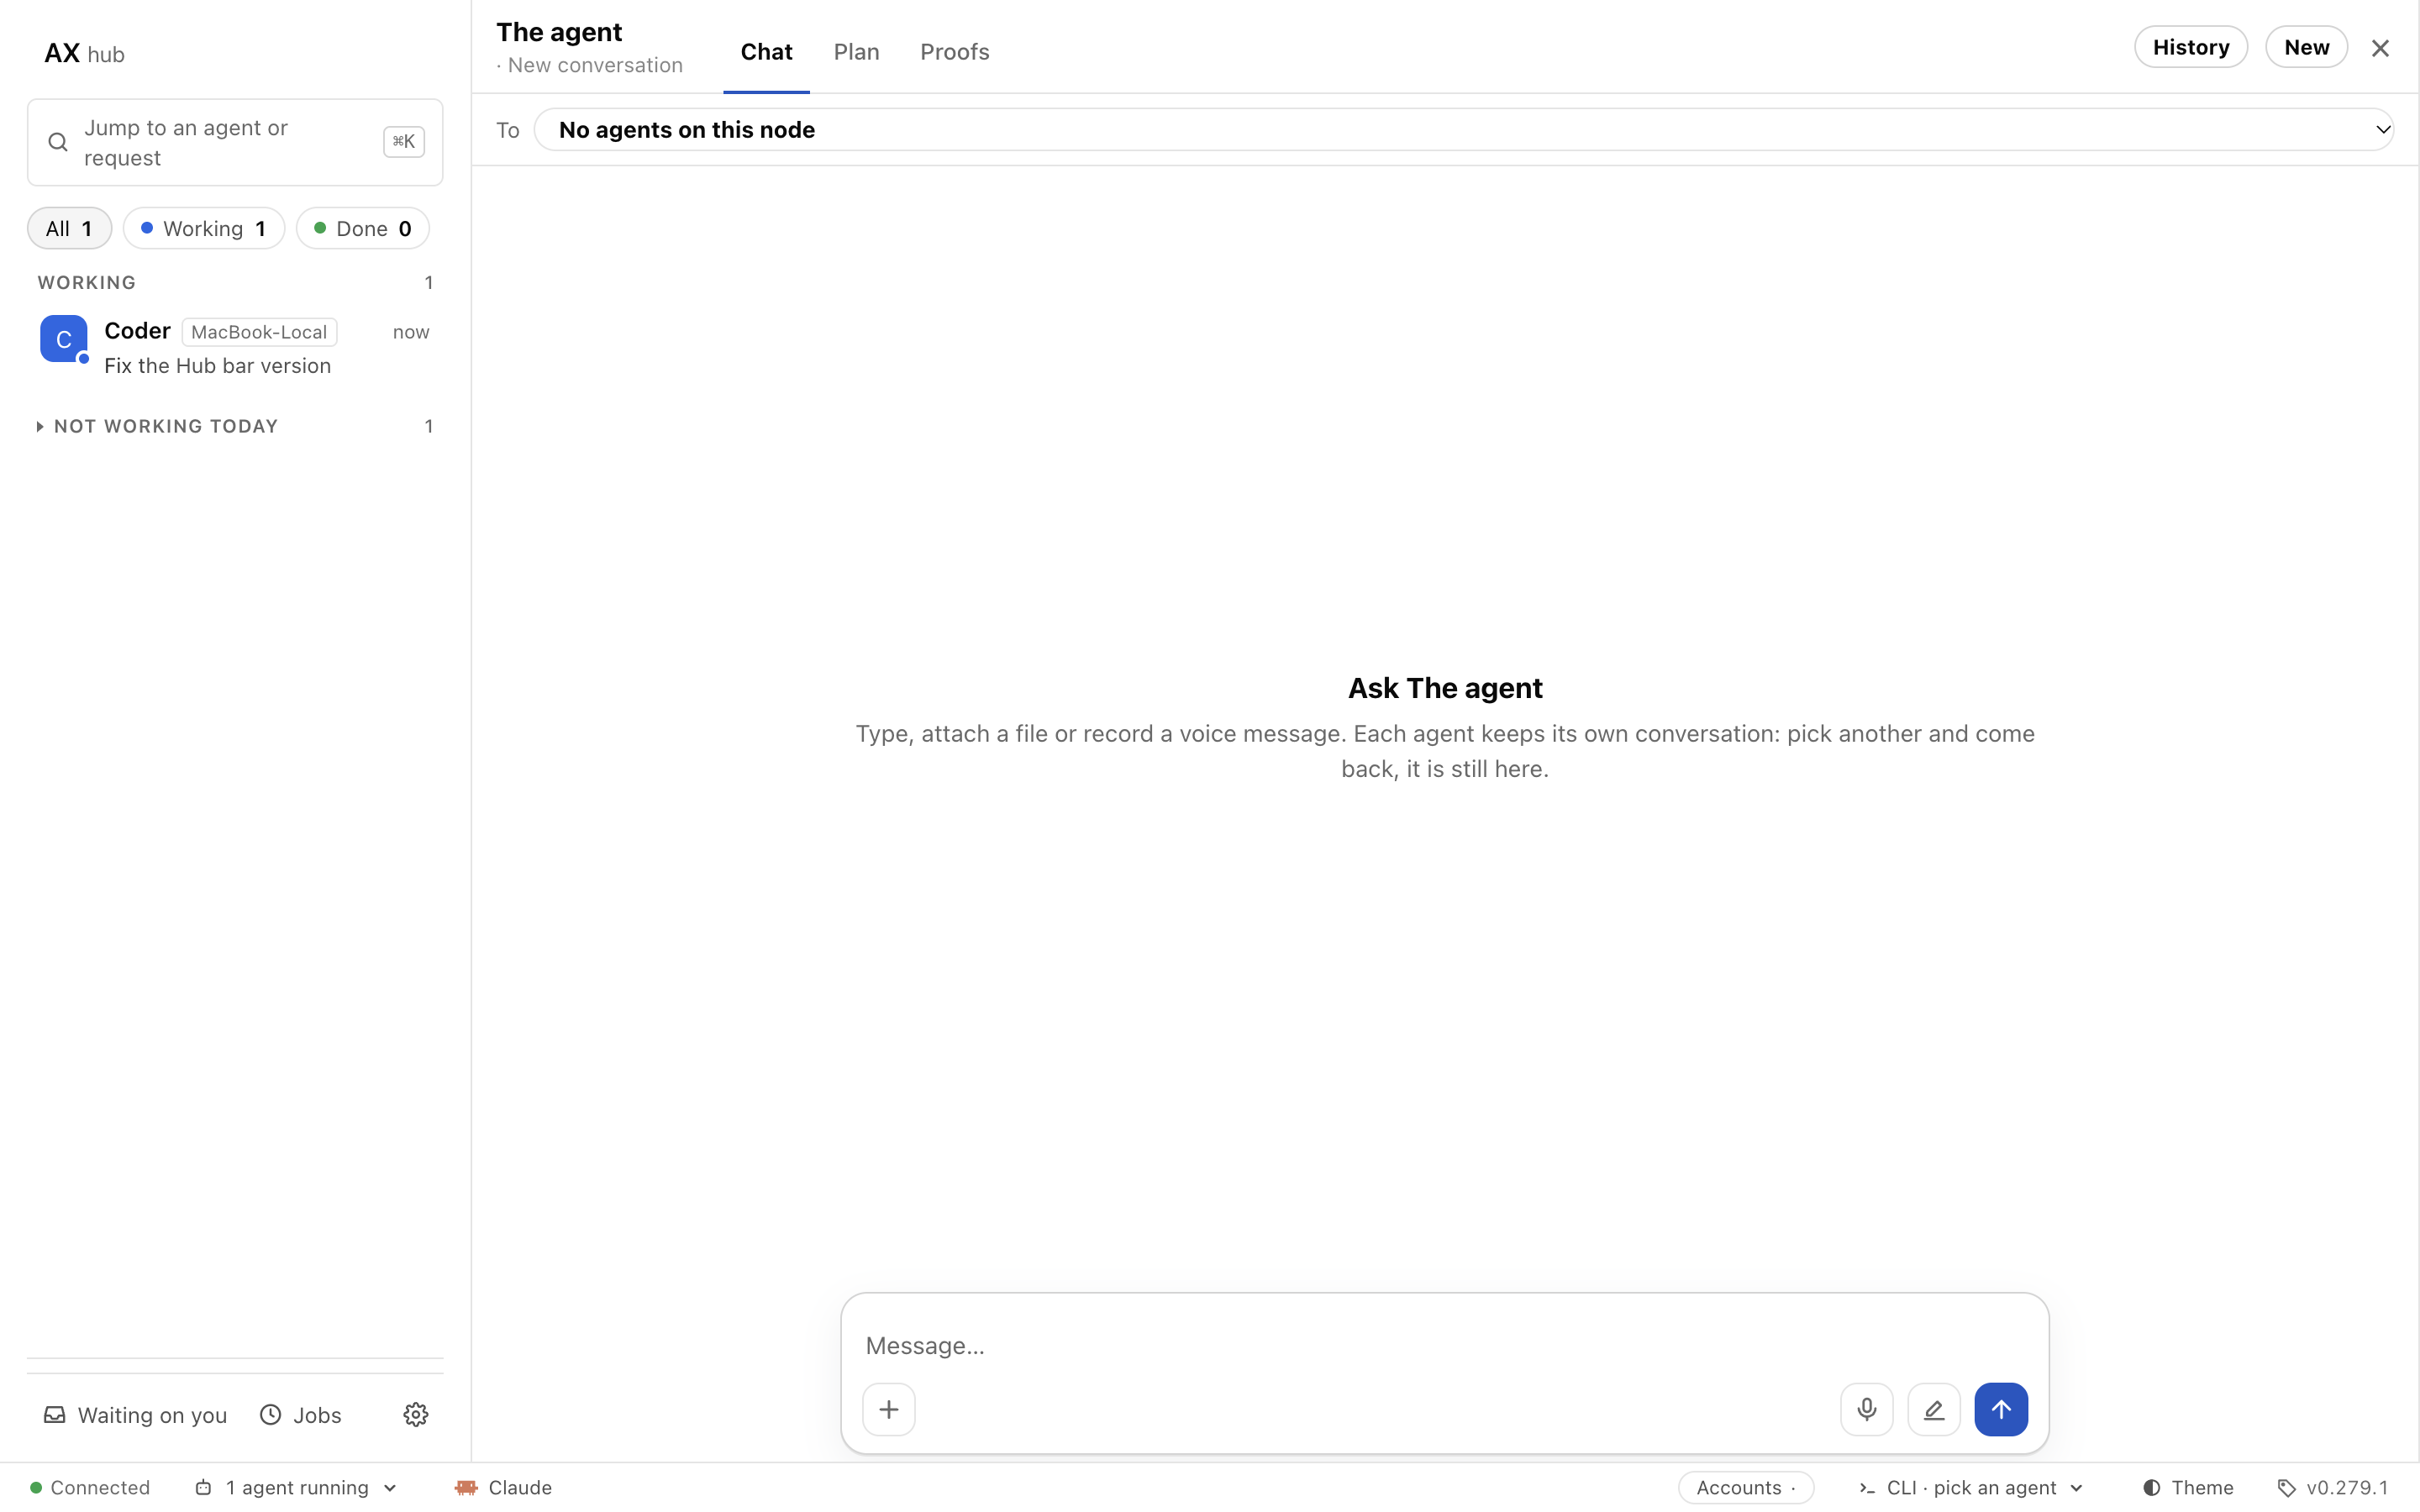 AX hub
Jump to an agent or
request
⌘K
All 1
Working 1
Done 0
WORKING 1
C
Coder MacBook-Local now
Fix the Hub bar version
NOT WORKING TODAY 1
Waiting on you
Jobs
The agent
· New conversation
Chat
Plan
Proofs
History
New
To
No agents on this node
Ask The agent
Type, attach a file or record a voice message. Each agent keeps its own conversation: pick another and come
back, it is still here.
Message...
Connected
1 agent running
Claude
Accounts ·
CLI · pick an agent
Theme
v0.279.1